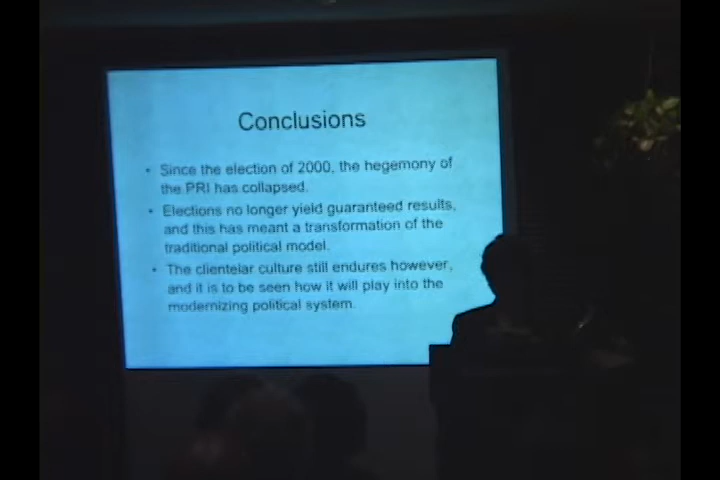 Conclusions
• Since the election of 2000, the hegemony of
the PRI has collapsed.
• Elections no longer yield guaranteed results,
and this has meant a transformation of the
traditional political model.
• The clientelar culture still endures however,
and it is to be seen how it will play into the
modernizing political system.